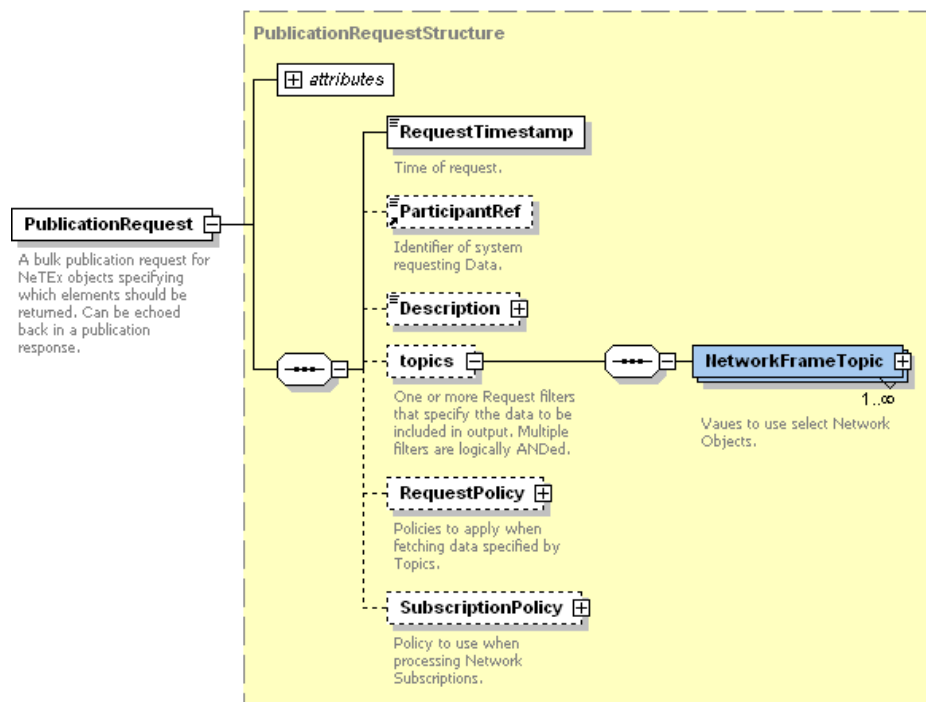 PublicationRequestStructure
attributes
RequestTimestamp
Time of request.
ParticipantRef
Identifier of system
requesting Data.
PublicationRequest
A bulk publication request for
NeTEx objects specifying
which elements should be
returned. Can be echoed
back in a publication
response.
Description
topics
One or more Request filters
that specify tthe data to be
included in output. Multiple
filters are logically ANDed.
NetworkFrameTopic
1..∞
Vaues to use select Network
Objects.
RequestPolicy
Policies to apply when
fetching data specified by
Topics.
SubscriptionPolicy
Policy to use when
processing Network
Subscriptions.